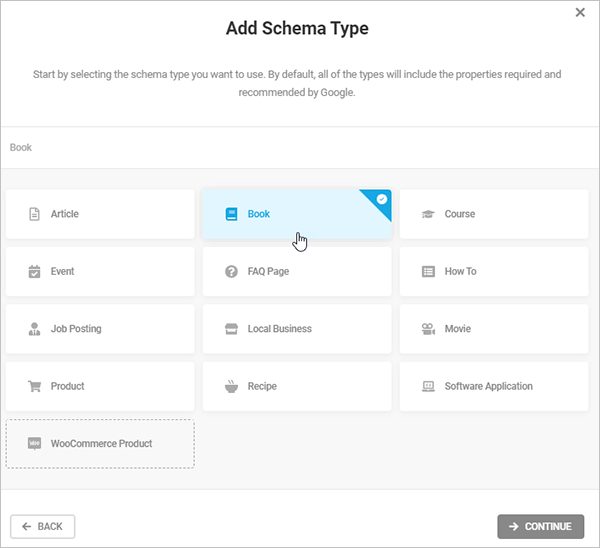 Add Schema Type
Start by selecting the schema type you want to use. By default, all of the types will include the properties required and
recommended by Google.
Book
Article
Book
Course
Event
FAQ Page
How To
Job Posting
Local Business
Movie
Product
Recipe
Software Application
Woo
WooCommerce Product
BACK
CONTINUE